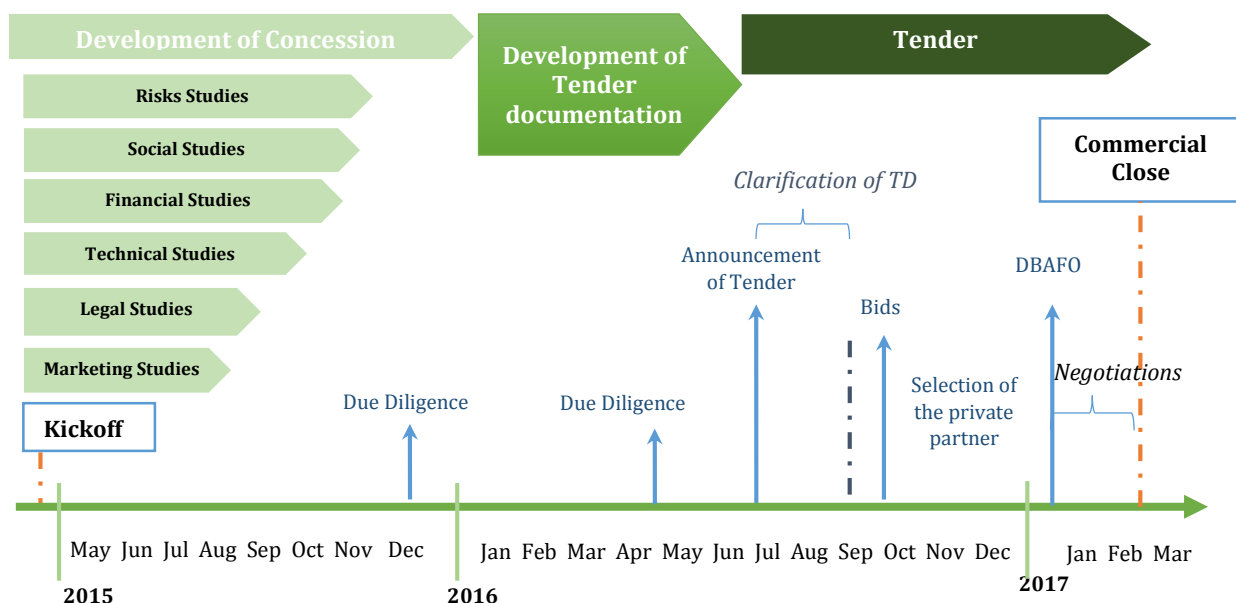 Development of Concession
Development of
Tender
documentation
Tender
Risks Studies
Social Studies
Financial Studies
Technical Studies
Legal Studies
Marketing Studies
Commercial
Close
Clarification of TD
Announcement
of Tender
DBAFO
Bids
Negotiations
Selection of
the private
partner
Due Diligence
Due Diligence
Kickoff
May Jun Jul Aug Sep Oct Nov Dec
Jan Feb Mar Apr May Jun Jul Aug Sep Oct Nov Dec
Jan Feb Mar
2015
2016
2017